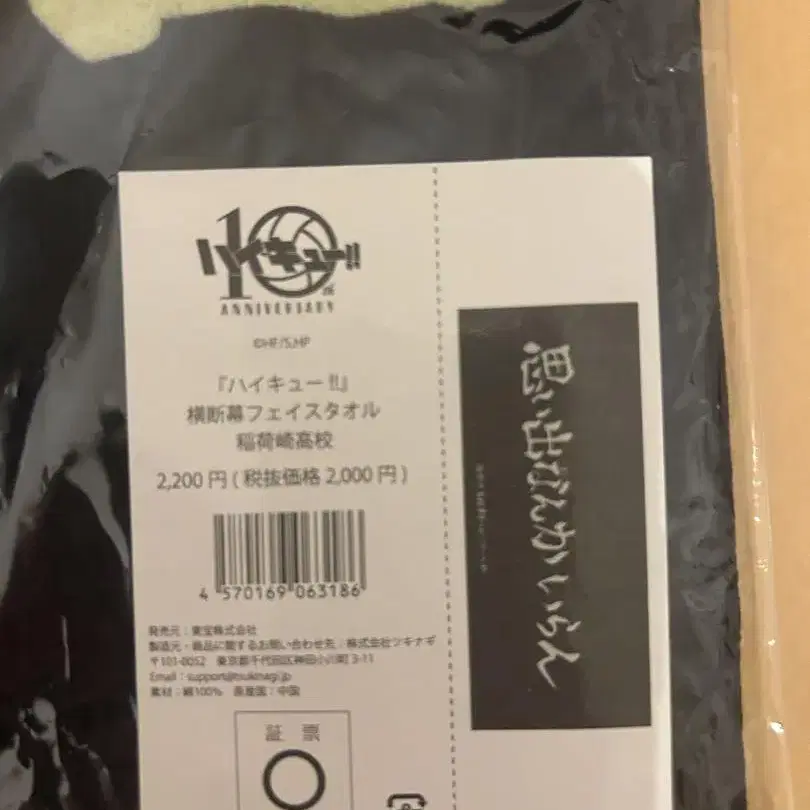 10th
ハイキュー!!
ANNIVERSARY
©HF/S,HP
『ハイキュー!!』
横断幕フェイスタオル
稲荷崎高校
2,200 円 ( 税抜価格 2,000 円 )
4 570169 063186
発売元:東宝株式会社
製造元・商品に関するお問い合わせ先:株式会社ツキナギ
〒101-0052 東京都千代田区神田小川町 3-11
Email:support@tsukinagi.jp
素材:綿100% 原産国:中国
証 票
思い出なんかいらん